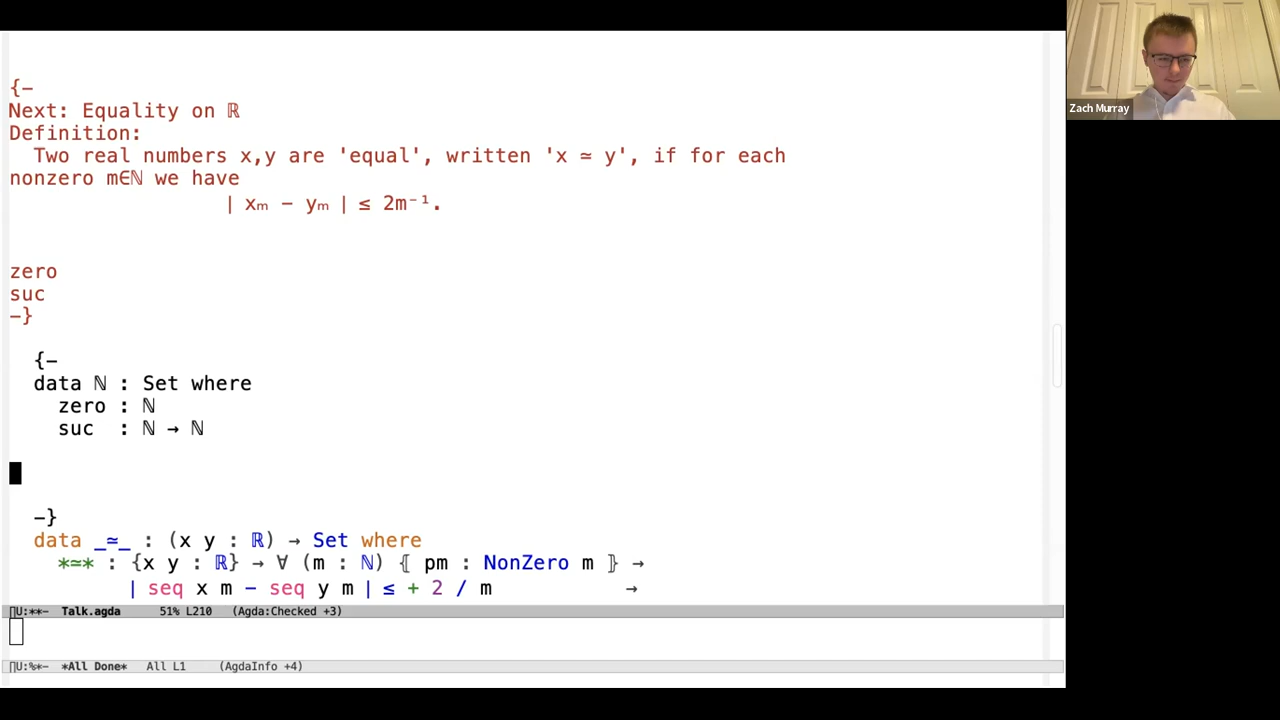 {-
Next: Equality on ℝ
Definition:
  Two real numbers x,y are 'equal', written 'x ≃ y', if for each
nonzero m∈ℕ we have
                  | xₘ - yₘ | ≤ 2m⁻¹.
zero
suc
-}
  {-
  data ℕ : Set where
    zero : ℕ
    suc  : ℕ → ℕ
  -}
  data _≃_ : (x y : ℝ) → Set where
    *≃* : {x y : ℝ} → ∀ (m : ℕ) ⦃ pm : NonZero m ⦄ →
          | seq x m - seq y m | ≤ + 2 / m           →
U:**-  Talk.agda      51% L210   (Agda:Checked +3)
U:%*-  *All Done*   All L1     (AgdaInfo +4)
Zach Murray